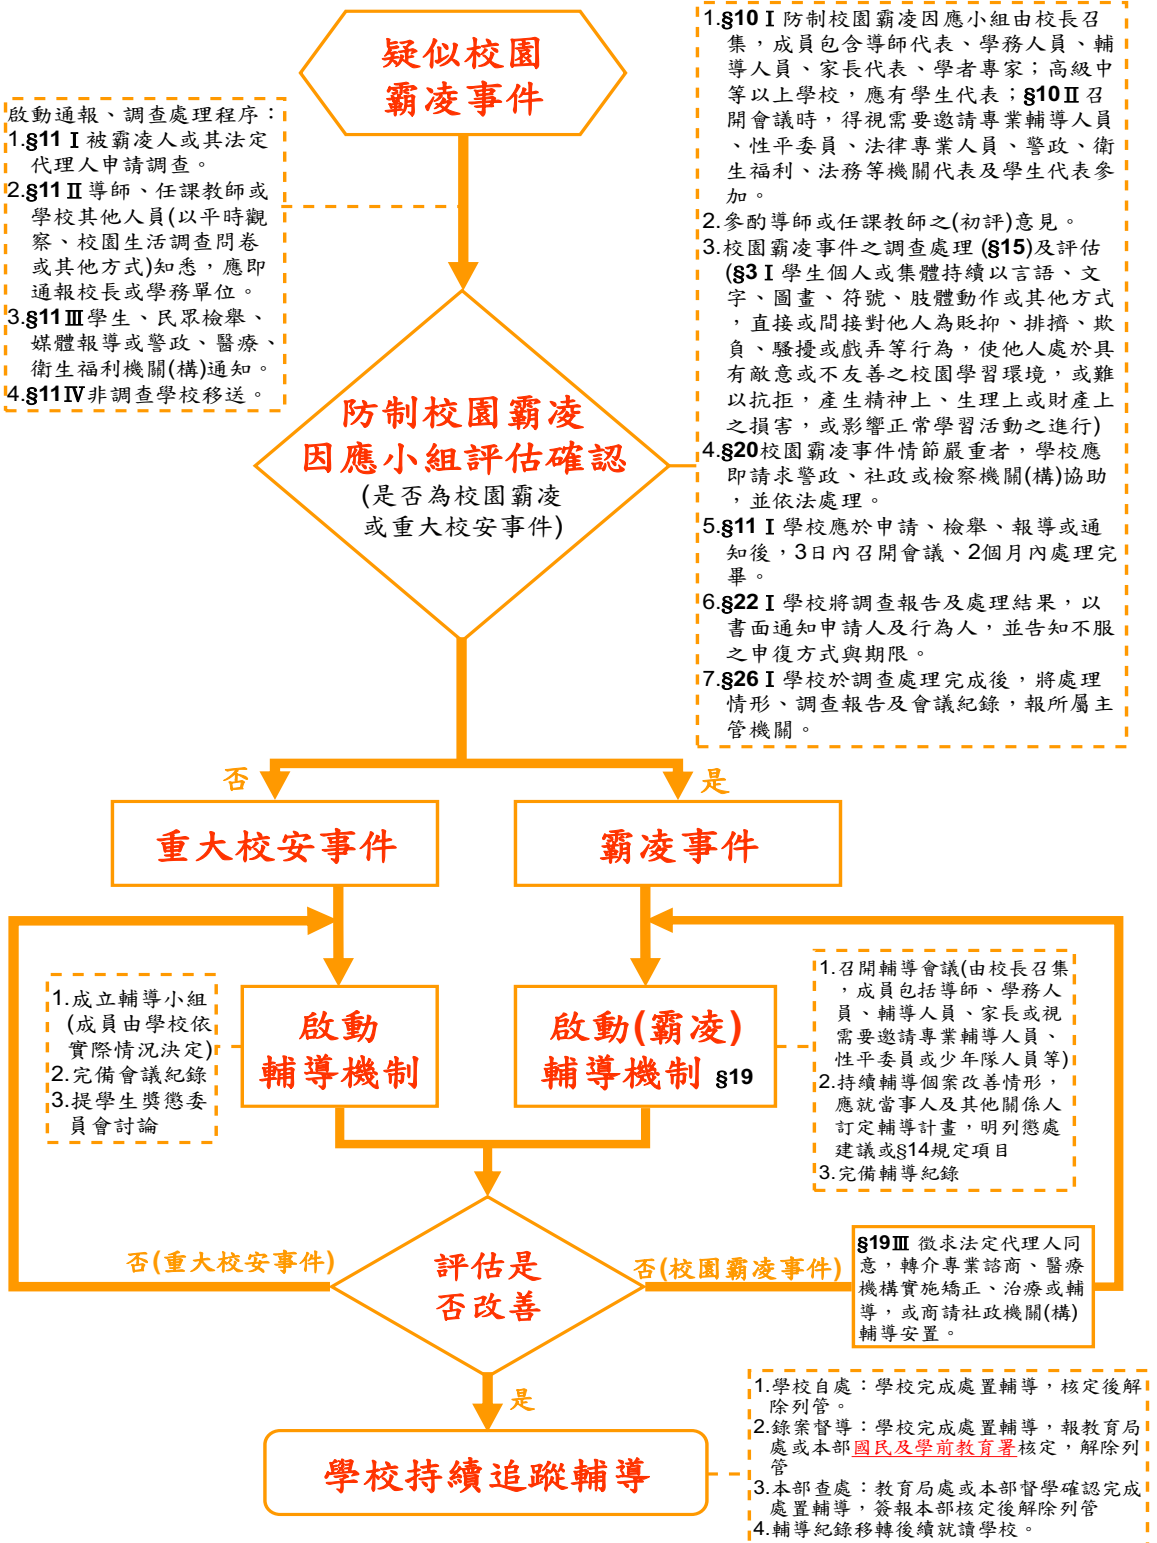 疑似校園
霸凌事件
啟動通報、調查處理程序：
1.§11Ⅰ被霸凌人或其法定
代理人申請調查。
2.§11Ⅱ導師、任課教師或
學校其他人員(以平時觀
察、校園生活調查問卷
或其他方式)知悉，應即
通報校長或學務單位。
3.§11Ⅲ學生、民眾檢舉、
媒體報導或警政、醫療、
衛生福利機關(構)通知。
4.§11Ⅳ非調查學校移送。
1.§10Ⅰ防制校園霸凌因應小組由校長召
集，成員包含導師代表、學務人員、輔
導人員、家長代表、學者專家；高級中
等以上學校，應有學生代表；§10Ⅱ召
開會議時，得視需要邀請專業輔導人員
、性平委員、法律專業人員、警政、衛
生福利、法務等機關代表及學生代表參
加。
2.參酌導師或任課教師之(初評)意見。
3.校園霸凌事件之調查處理 (§15)及評估
(§3Ⅰ學生個人或集體持續以言語、文
字、圖畫、符號、肢體動作或其他方式
，直接或間接對他人為貶抑、排擠、欺
負、騷擾或戲弄等行為，使他人處於具
有敵意或不友善之校園學習環境，或難
以抗拒，產生精神上、生理上或財產上
之損害，或影響正常學習活動之進行)
4.§20校園霸凌事件情節嚴重者，學校應
即請求警政、社政或檢察機關(構)協助
，並依法處理。
5.§11Ⅰ學校應於申請、檢舉、報導或通
知後，3日內召開會議、2個月內處理完
畢。
6.§22Ⅰ學校將調查報告及處理結果，以
書面通知申請人及行為人，並告知不服
之申復方式與期限。
7.§26Ⅰ學校於調查處理完成後，將處理
情形、調查報告及會議紀錄，報所屬主
管機關。
防制校園霸凌
因應小組評估確認
(是否為校園霸凌
或重大校安事件)
否
是
重大校安事件
霸凌事件
1.成立輔導小組
(成員由學校依
實際情況決定)
2.完備會議紀錄
3.提學生獎懲委
員會討論
啟動
輔導機制
啟動(霸凌)
輔導機制 §19
1.召開輔導會議(由校長召集
，成員包括導師、學務人
員、輔導人員、家長或視
需要邀請專業輔導人員、
性平委員或少年隊人員等)
2.持續輔導個案改善情形，
應就當事人及其他關係人
訂定輔導計畫，明列懲處
建議或§14規定項目
3.完備輔導紀錄
否(重大校安事件)
評估是
否改善
否(校園霸凌事件)
§19Ⅲ 徵求法定代理人同
意，轉介專業諮商、醫療
機構實施矯正、治療或輔
導，或商請社政機關(構)
輔導安置。
是
學校持續追蹤輔導
1.學校自處：學校完成處置輔導，核定後解
除列管。
2.錄案督導：學校完成處置輔導，報教育局
處或本部國民及學前教育署核定，解除列
管
3.本部查處：教育局處或本部督學確認完成
處置輔導，簽報本部核定後解除列管
4.輔導紀錄移轉後續就讀學校。